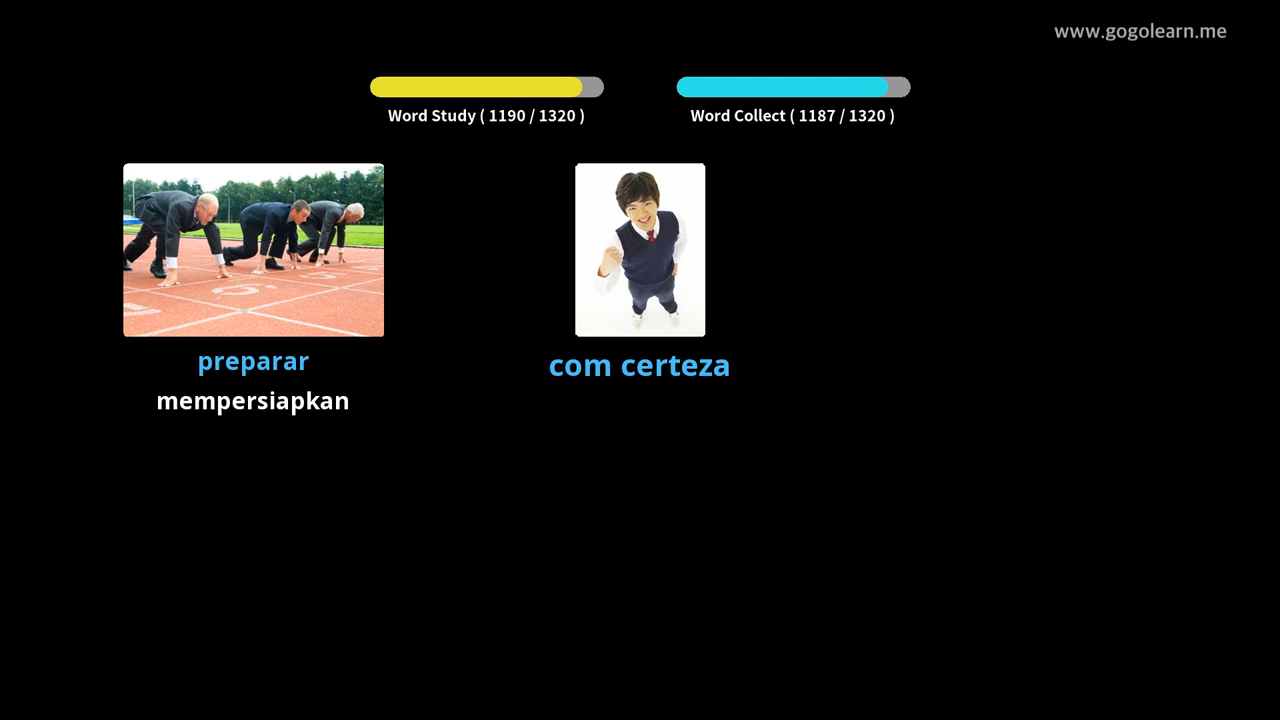 www.gogolearn.me
Word Study ( 1190 / 1320 )
Word Collect ( 1187 / 1320 )
preparar
mempersiapkan
com certeza